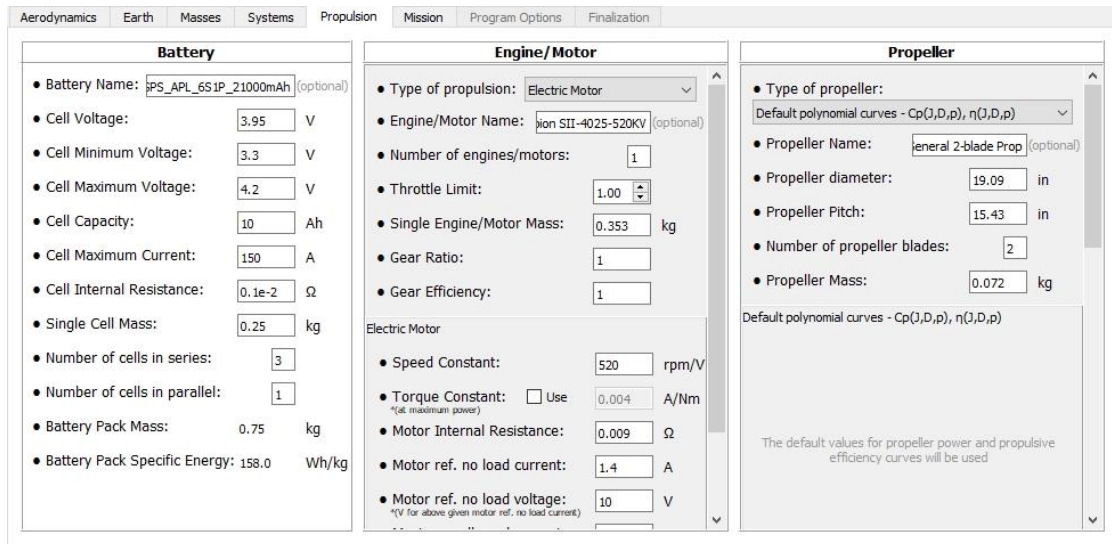 Aerodynamics Earth Masses Systems Propulsion Mission Program Options Finalization
Battery
• Battery Name: GPS_APL_6S1P_21000mAh (optional)
• Cell Voltage: 3.95 V
• Cell Minimum Voltage: 3.3 V
• Cell Maximum Voltage: 4.2 V
• Cell Capacity: 10 Ah
• Cell Maximum Current: 150 A
• Cell Internal Resistance: 0.1e-2 Ω
• Single Cell Mass: 0.25 kg
• Number of cells in series: 3
• Number of cells in parallel: 1
• Battery Pack Mass: 0.75 kg
• Battery Pack Specific Energy: 158.0 Wh/kg
Engine/Motor
• Type of propulsion: Electric Motor
• Engine/Motor Name: pion SII-4025-520KV (optional)
• Number of engines/motors: 1
• Throttle Limit: 1.00
• Single Engine/Motor Mass: 0.353 kg
• Gear Ratio: 1
• Gear Efficiency: 1
Electric Motor
• Speed Constant: 520 rpm/V
• Torque Constant: Use 0.004 A/Nm
*(at maximum power)
• Motor Internal Resistance: 0.009 Ω
• Motor ref. no load current: 1.4 A
• Motor ref. no load voltage: 10 V
*(V for above given motor ref. no load current)
Propeller
• Type of propeller:
Default polynomial curves - Cp(J,D,p), η(J,D,p)
• Propeller Name: General 2-blade Prop (optional)
• Propeller diameter: 19.09 in
• Propeller Pitch: 15.43 in
• Number of propeller blades: 2
• Propeller Mass: 0.072 kg
Default polynomial curves - Cp(J,D,p), η(J,D,p)
The default values for propeller power and propulsive
efficiency curves will be used